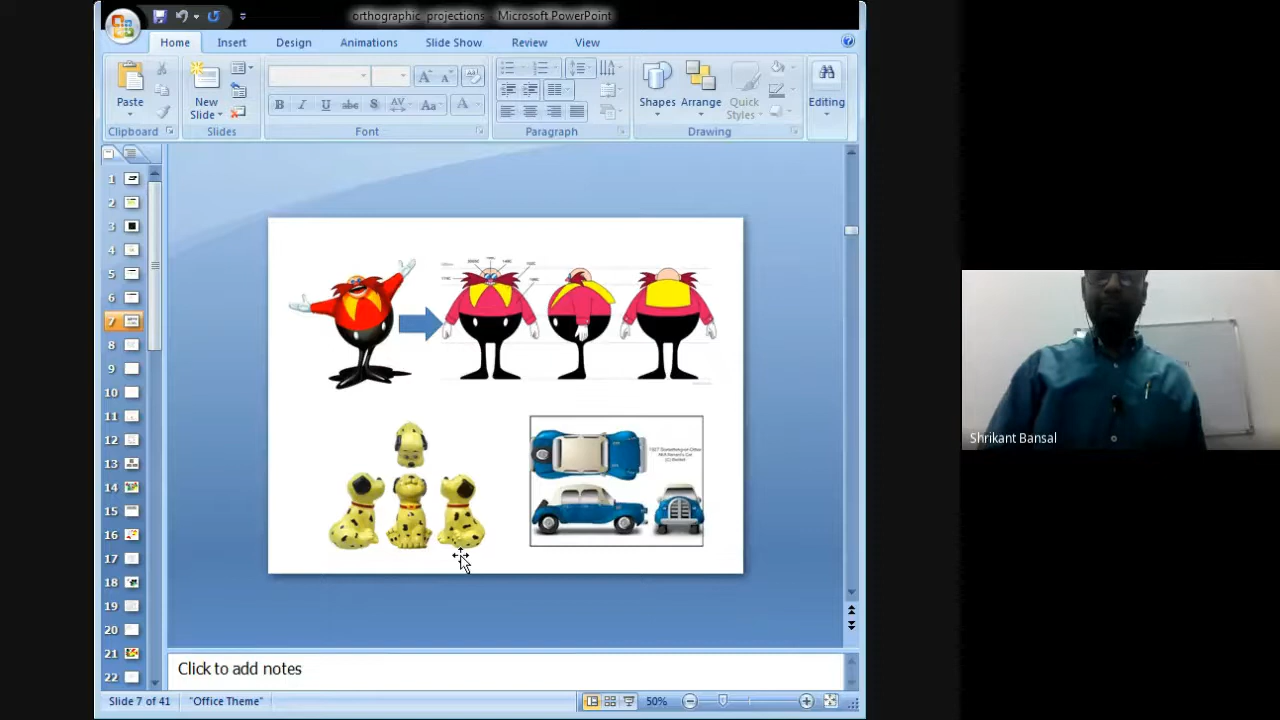 orthographic_projections - Microsoft PowerPoint
Home Insert Design Animations Slide Show Review View
Paste
New Slide
Shapes Arrange Quick Styles
Editing
Clipboard Slides Font Paragraph Drawing
1
2
3
4
5
6
7
8
9
10
11
12
13
14
15
16
17
18
19
20
21
22
Click to add notes
Slide 7 of 41 "Office Theme" 50%
Shrikant Bansal